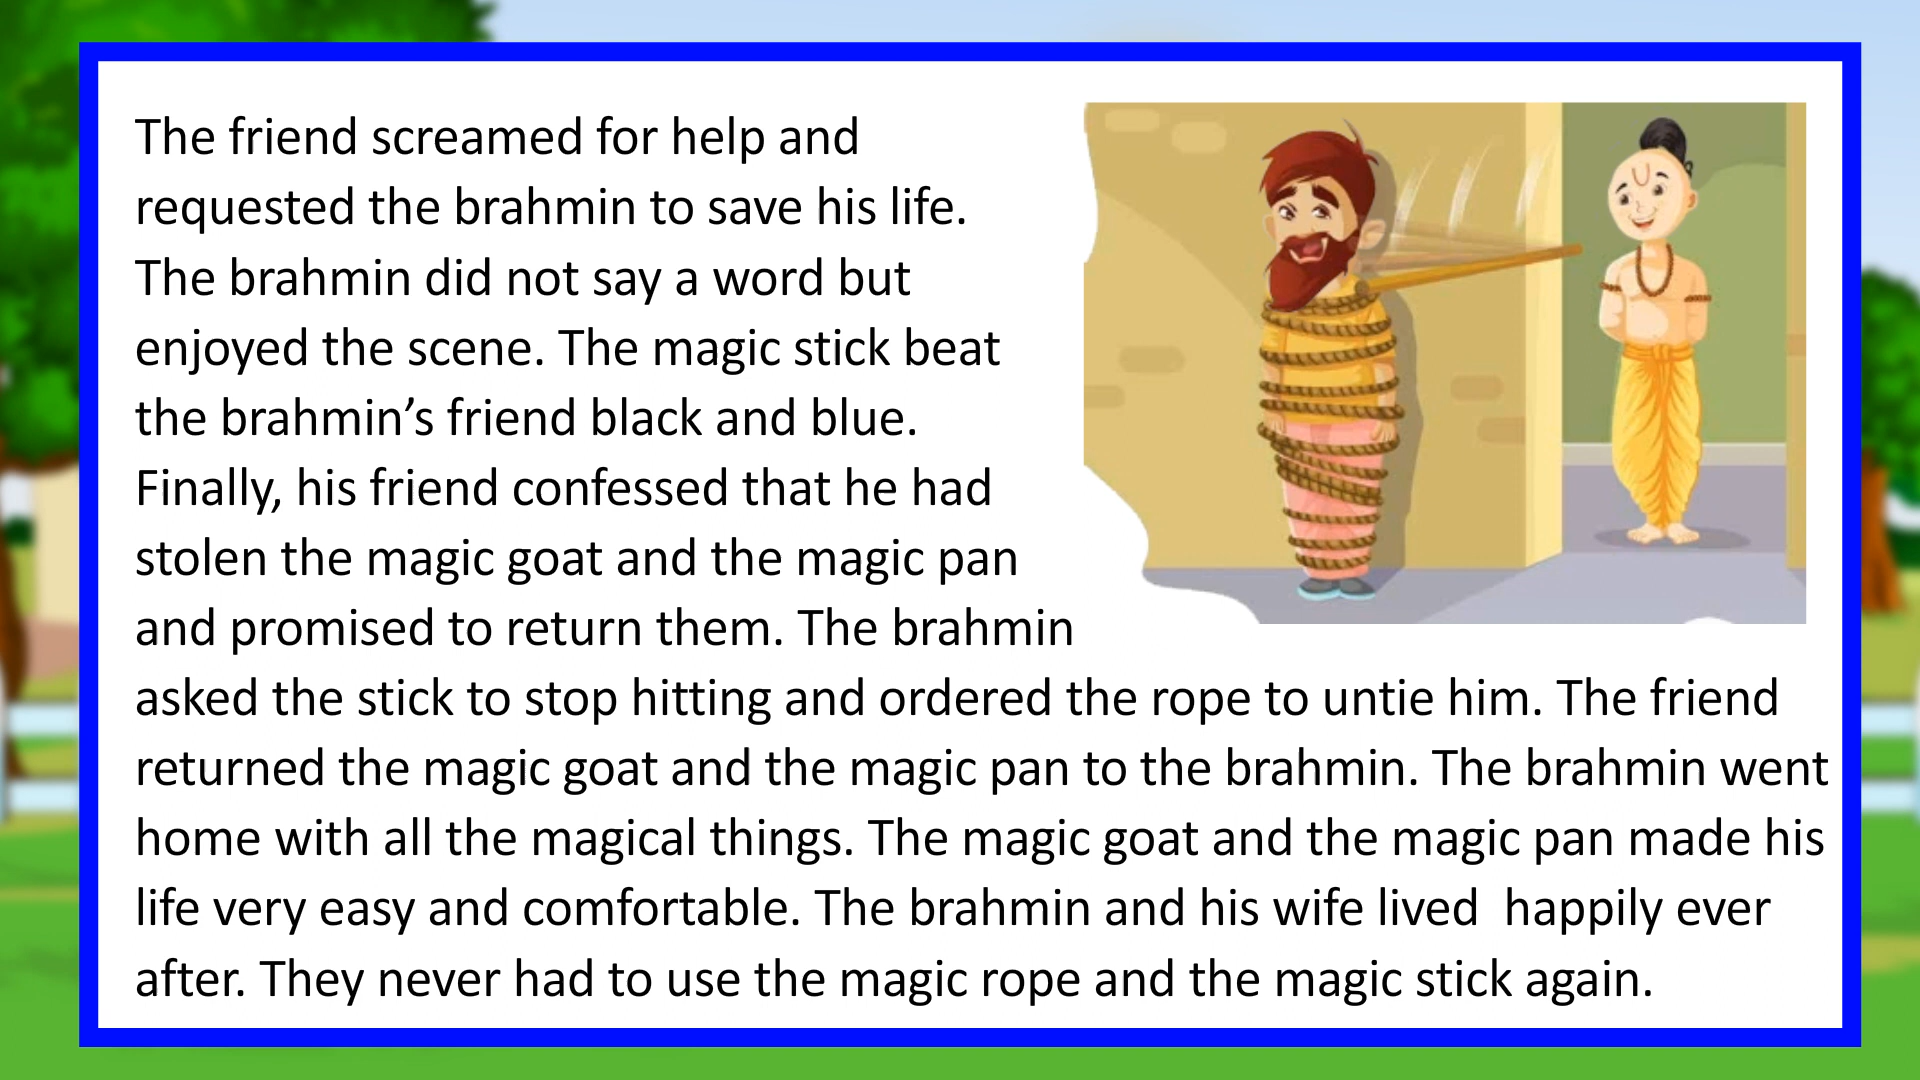 The friend screamed for help and
requested the brahmin to save his life.
The brahmin did not say a word but
enjoyed the scene. The magic stick beat
the brahmin’s friend black and blue.
Finally, his friend confessed that he had
stolen the magic goat and the magic pan
and promised to return them. The brahmin
asked the stick to stop hitting and ordered the rope to untie him. The friend
returned the magic goat and the magic pan to the brahmin. The brahmin went
home with all the magical things. The magic goat and the magic pan made his
life very easy and comfortable. The brahmin and his wife lived  happily ever
after. They never had to use the magic rope and the magic stick again.